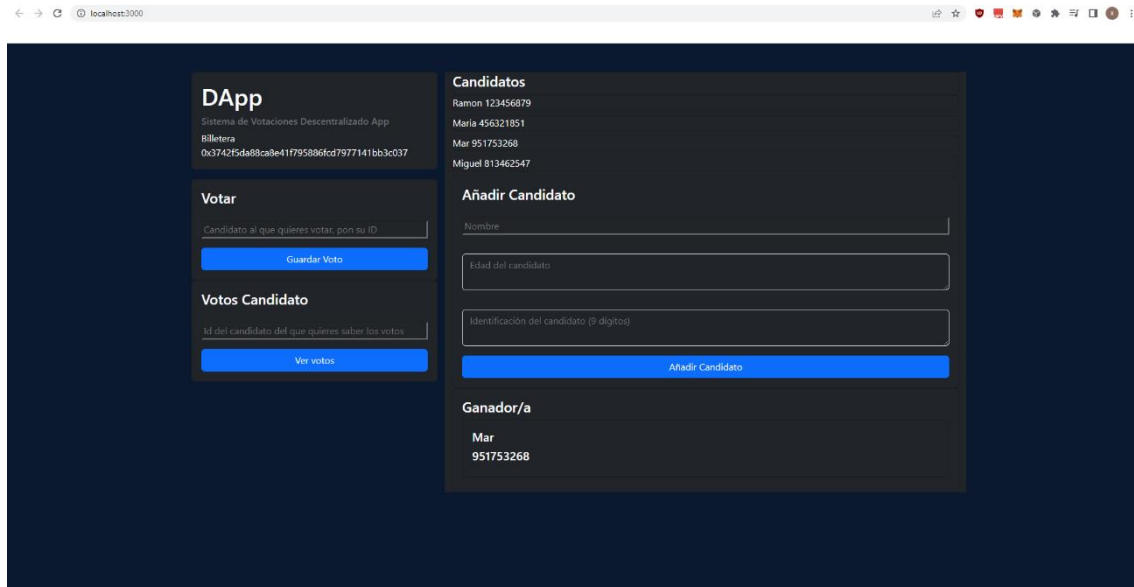 localhost:3000
DApp
Sistema de Votaciones Descentralizado App
Billetera
0x3742f5da88ca8e41f795886fcd7977141bb3c037
Votar
Candidato al que quieres votar, pon su ID
Guardar Voto
Votos Candidato
Id del candidato del que quieres saber los votos
Ver votos
Candidatos
Ramon 123456879
María 456321851
Mar 951753268
Miguel 813462547
Añadir Candidato
Nombre
Edad del candidato
Identificación del candidato (9 dígitos)
Añadir Candidato
Ganador/a
Mar
951753268